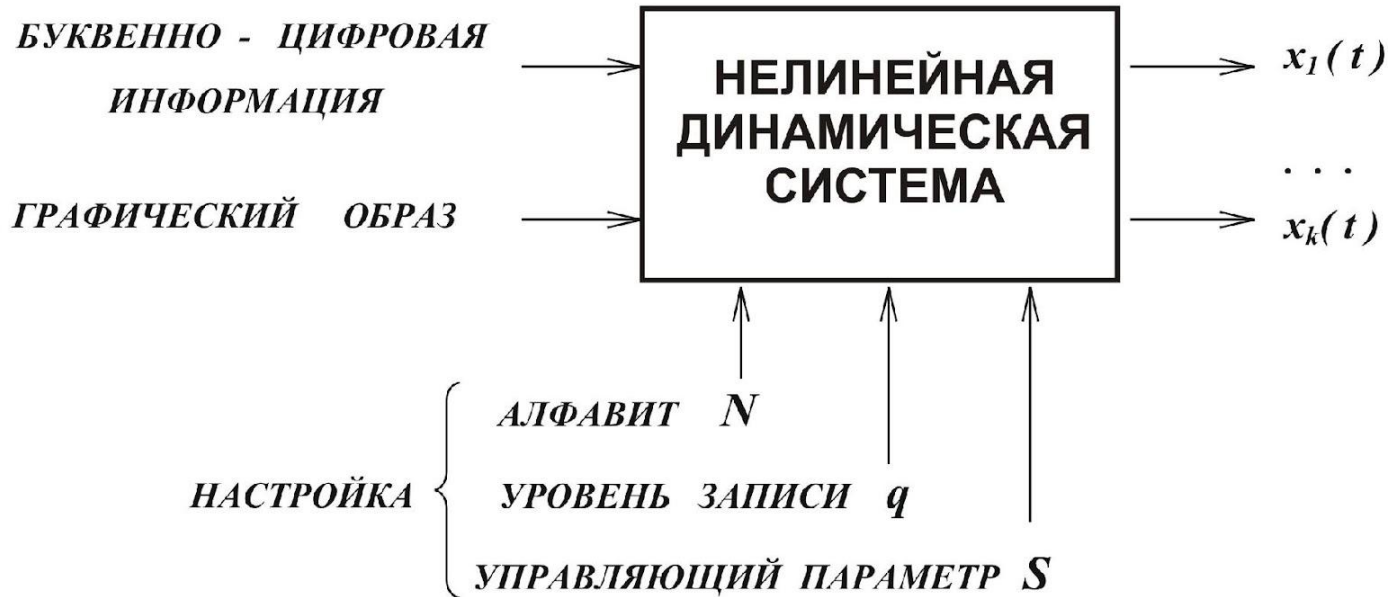 БУКВЕННО - ЦИФРОВАЯ
ИНФОРМАЦИЯ
ГРАФИЧЕСКИЙ ОБРАЗ
НЕЛИНЕЙНАЯ
ДИНАМИЧЕСКАЯ
СИСТЕМА
x₁(t)
. . .
xₖ(t)
НАСТРОЙКА
АЛФАВИТ N
УРОВЕНЬ ЗАПИСИ q
УПРАВЛЯЮЩИЙ ПАРАМЕТР S